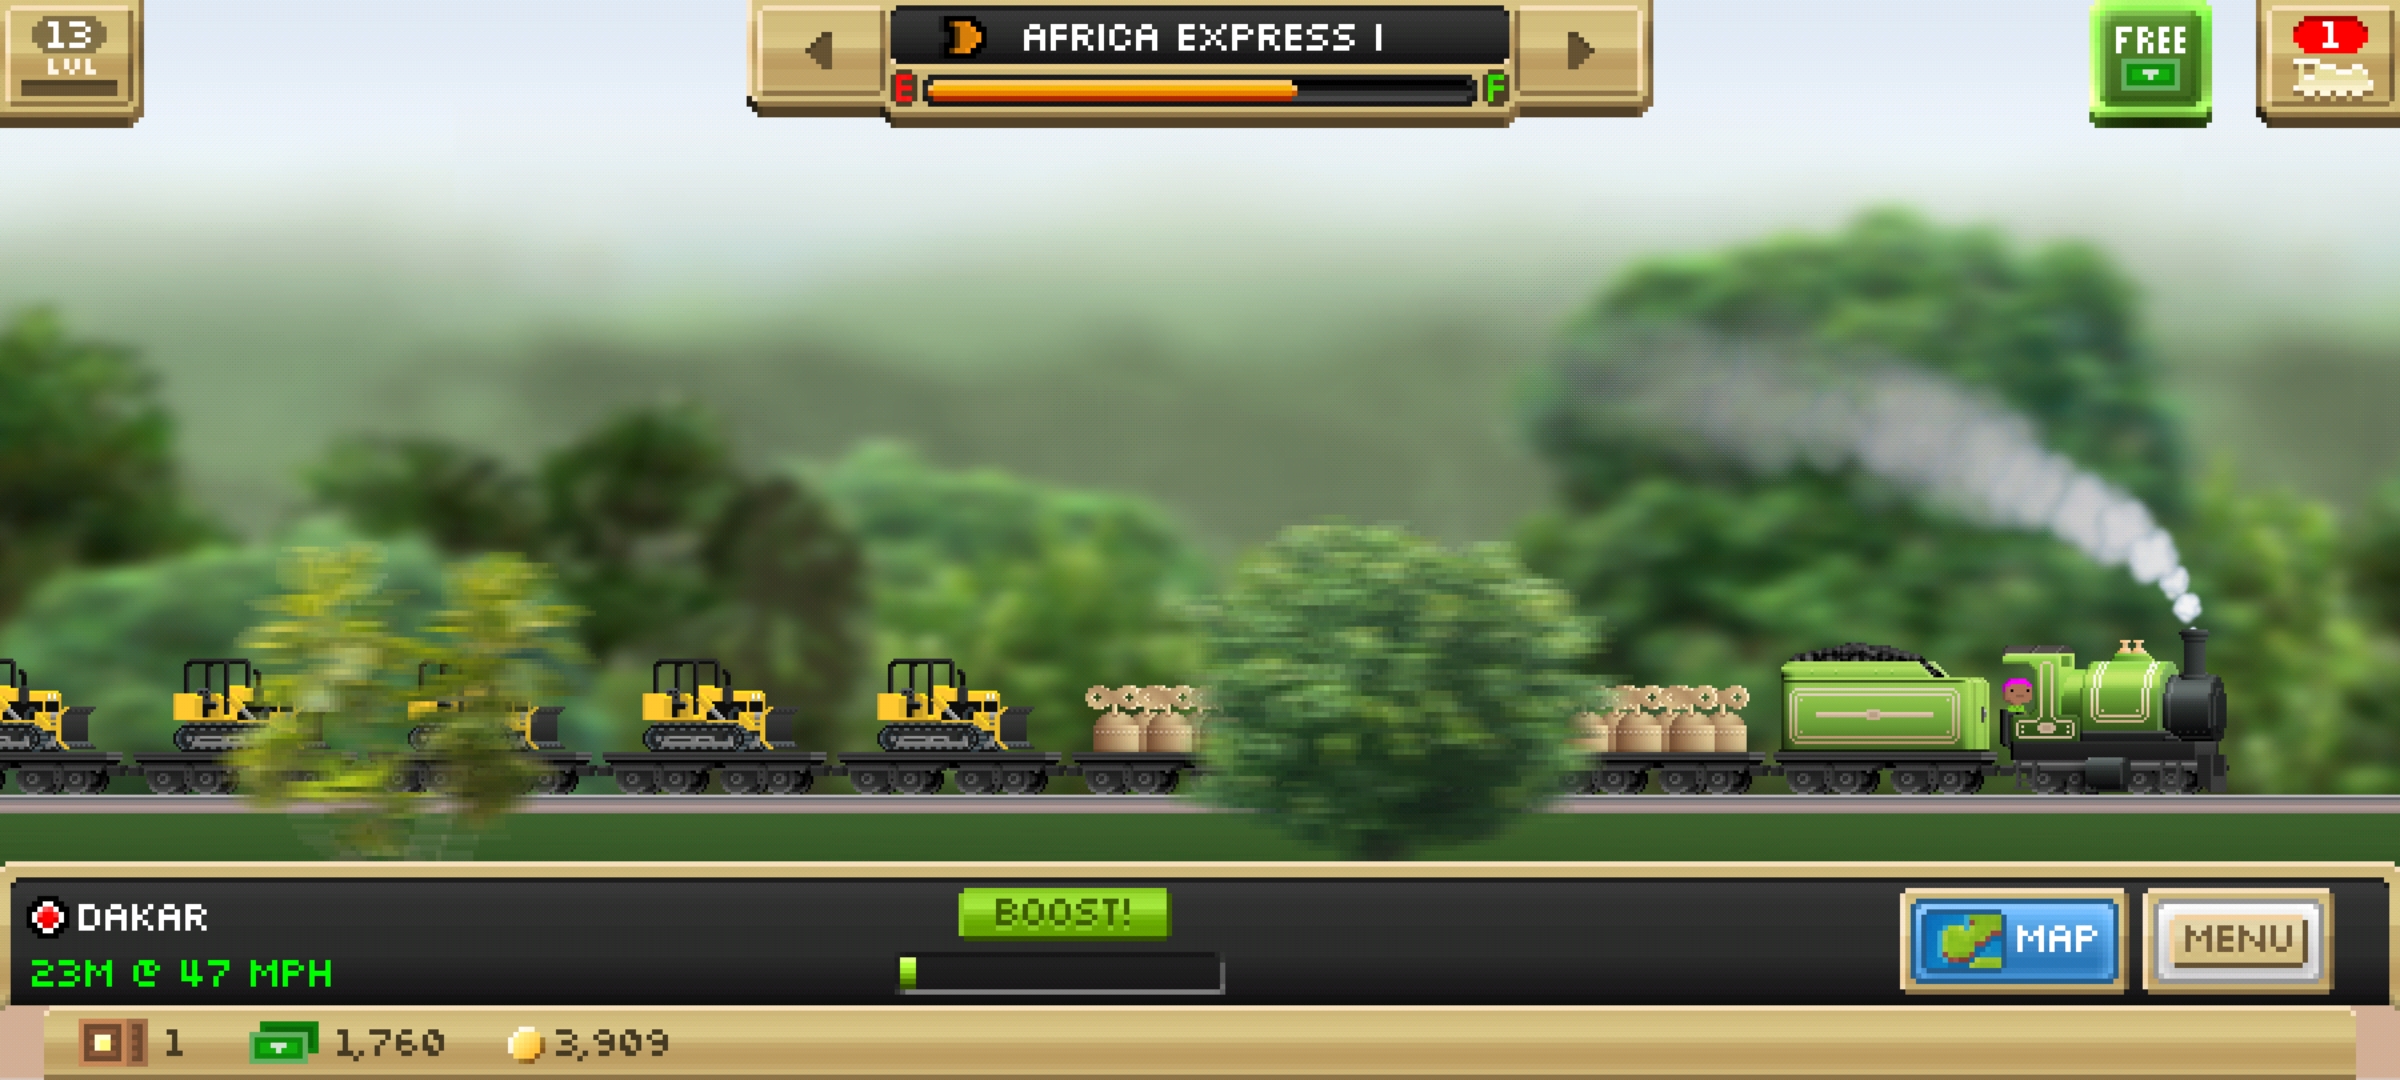 13
LVL
AFRICA EXPRESS I
E F
FREE
1
DAKAR
23M @ 47 MPH
BOOST!
MAP
MENU
1 1,760 3,909